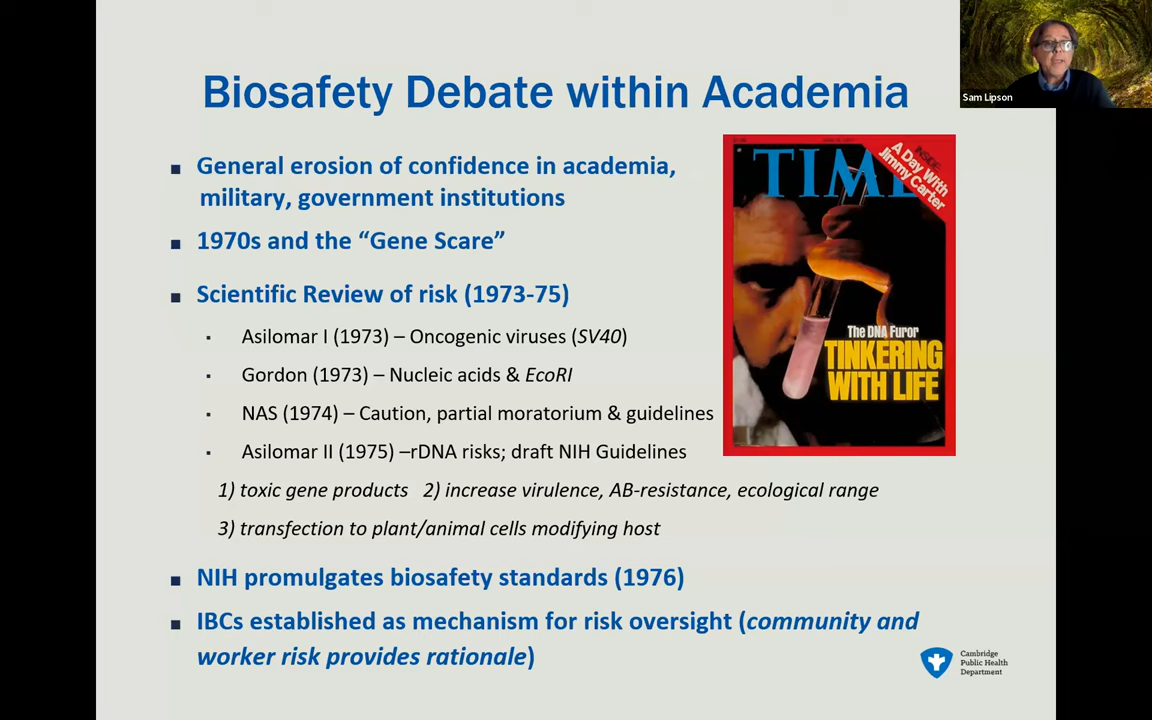 Biosafety Debate within Academia
Sam Lipson
General erosion of confidence in academia,
military, government institutions
1970s and the “Gene Scare”
Scientific Review of risk (1973-75)
Asilomar I (1973) – Oncogenic viruses (SV40)
Gordon (1973) – Nucleic acids & EcoRI
NAS (1974) – Caution, partial moratorium & guidelines
Asilomar II (1975) –rDNA risks; draft NIH Guidelines
1) toxic gene products 2) increase virulence, AB-resistance, ecological range
3) transfection to plant/animal cells modifying host
NIH promulgates biosafety standards (1976)
IBCs established as mechanism for risk oversight (community and
worker risk provides rationale)
TIME
INSIDE
A Day With
Jimmy Carter
The DNA Furor
TINKERING
WITH LIFE
Cambridge
Public Health
Department